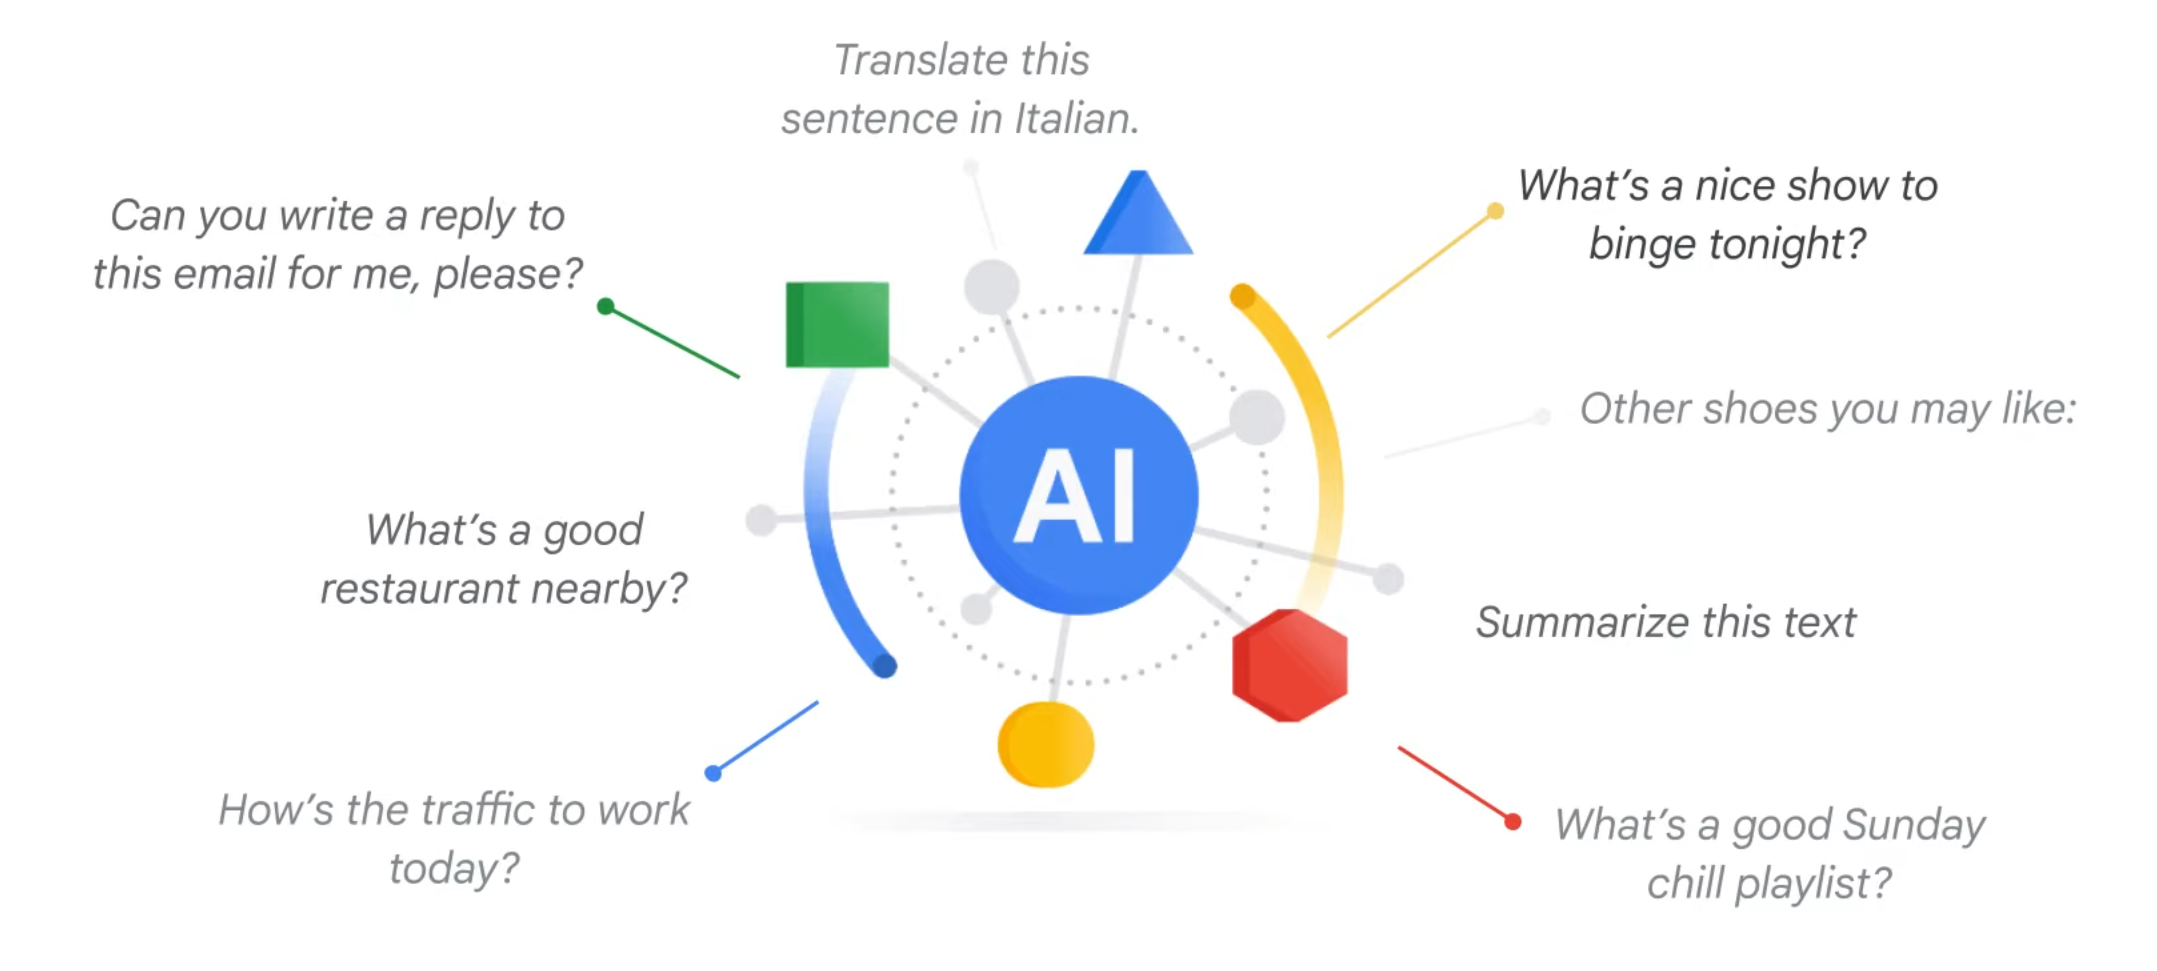 Translate this
sentence in Italian.
Can you write a reply to
this email for me, please?
What's a nice show to
binge tonight?
Other shoes you may like:
AI
What's a good
restaurant nearby?
Summarize this text
How's the traffic to work
today?
What's a good Sunday
chill playlist?